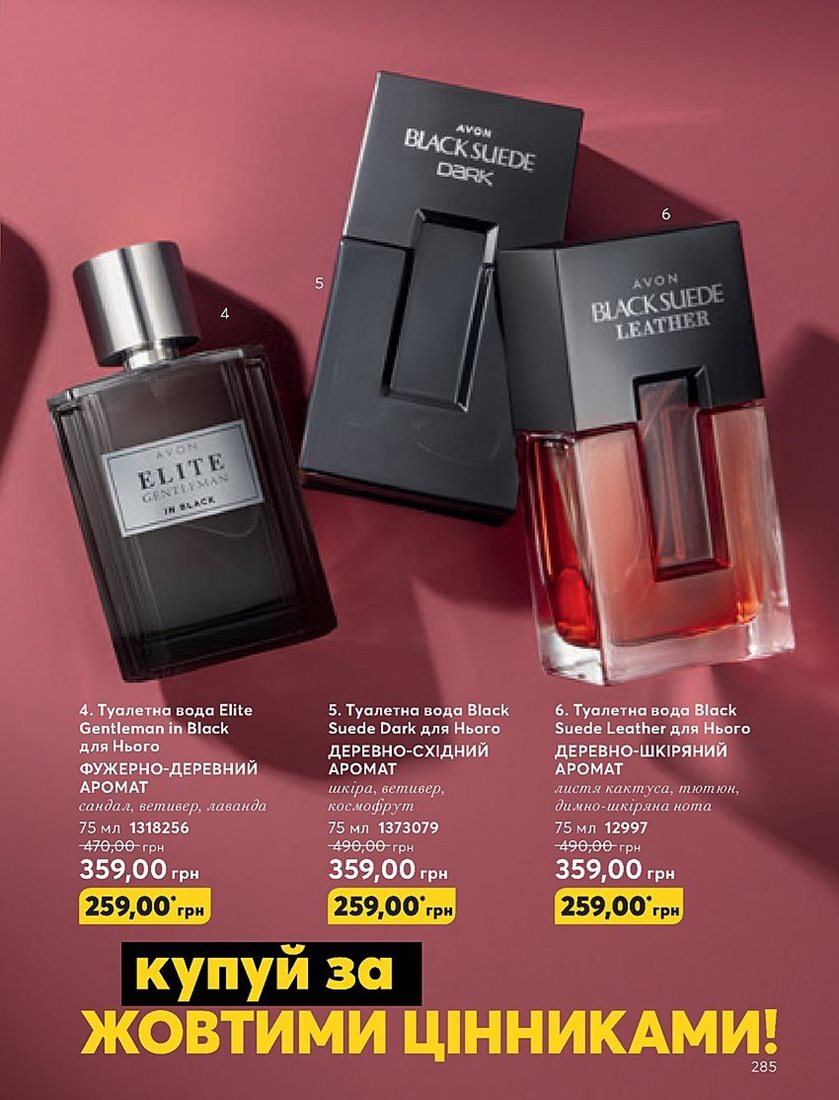 AVON
BLACK SUEDE
DARK
6
AVON
BLACK SUEDE
LEATHER
5
4
AVON
ELITE
GENTLEMAN
IN BLACK
4. Туалетна вода Elite
Gentleman in Black
для Нього
ФУЖЕРНО-ДЕРЕВНИЙ
АРОМАТ
сандал, ветивер, лаванда
75 мл 1318256
470,00 грн
359,00 грн
259,00* грн
5. Туалетна вода Black
Suede Dark для Нього
ДЕРЕВНО-СХІДНИЙ
АРОМАТ
шкіра, ветивер,
космофрут
75 мл 1373079
490,00 грн
359,00 грн
259,00* грн
6. Туалетна вода Black
Suede Leather для Нього
ДЕРЕВНО-ШКІРЯНИЙ
АРОМАТ
листя кактуса, тютюн,
димно-шкіряна нота
75 мл 12997
490,00 грн
359,00 грн
259,00* грн
купуй за
ЖОВТИМИ ЦІННИКАМИ!
285